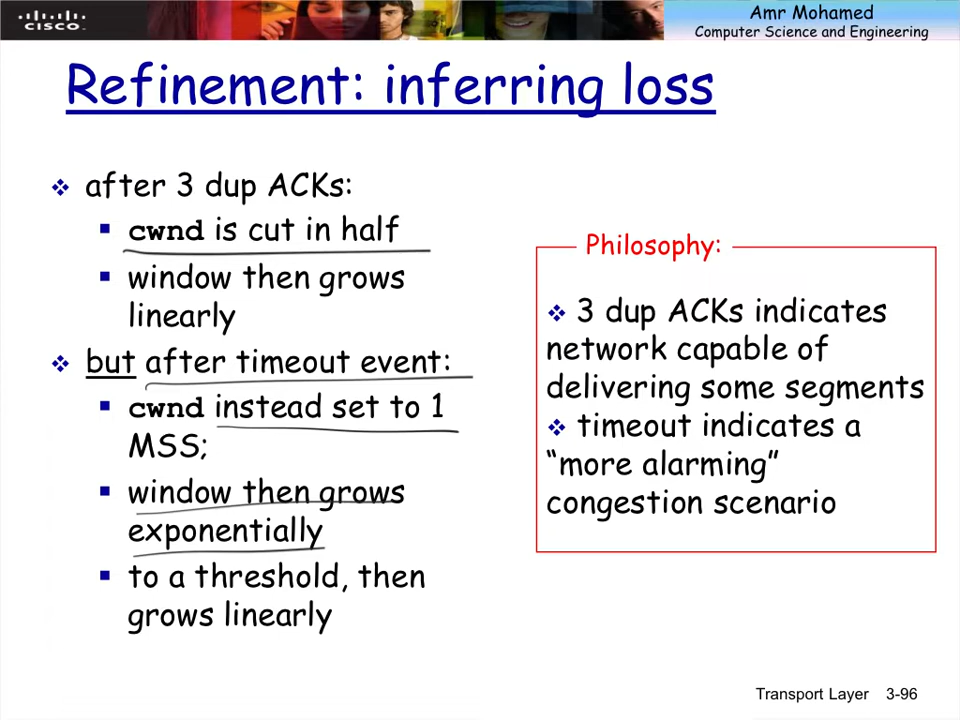 CISCO
Amr Mohamed
Computer Science and Engineering
Refinement: inferring loss
after 3 dup ACKs:
cwnd is cut in half
window then grows
linearly
but after timeout event:
cwnd instead set to 1
MSS;
window then grows
exponentially
to a threshold, then
grows linearly
Philosophy:
3 dup ACKs indicates
network capable of
delivering some segments
timeout indicates a
“more alarming”
congestion scenario
Transport Layer 3-96